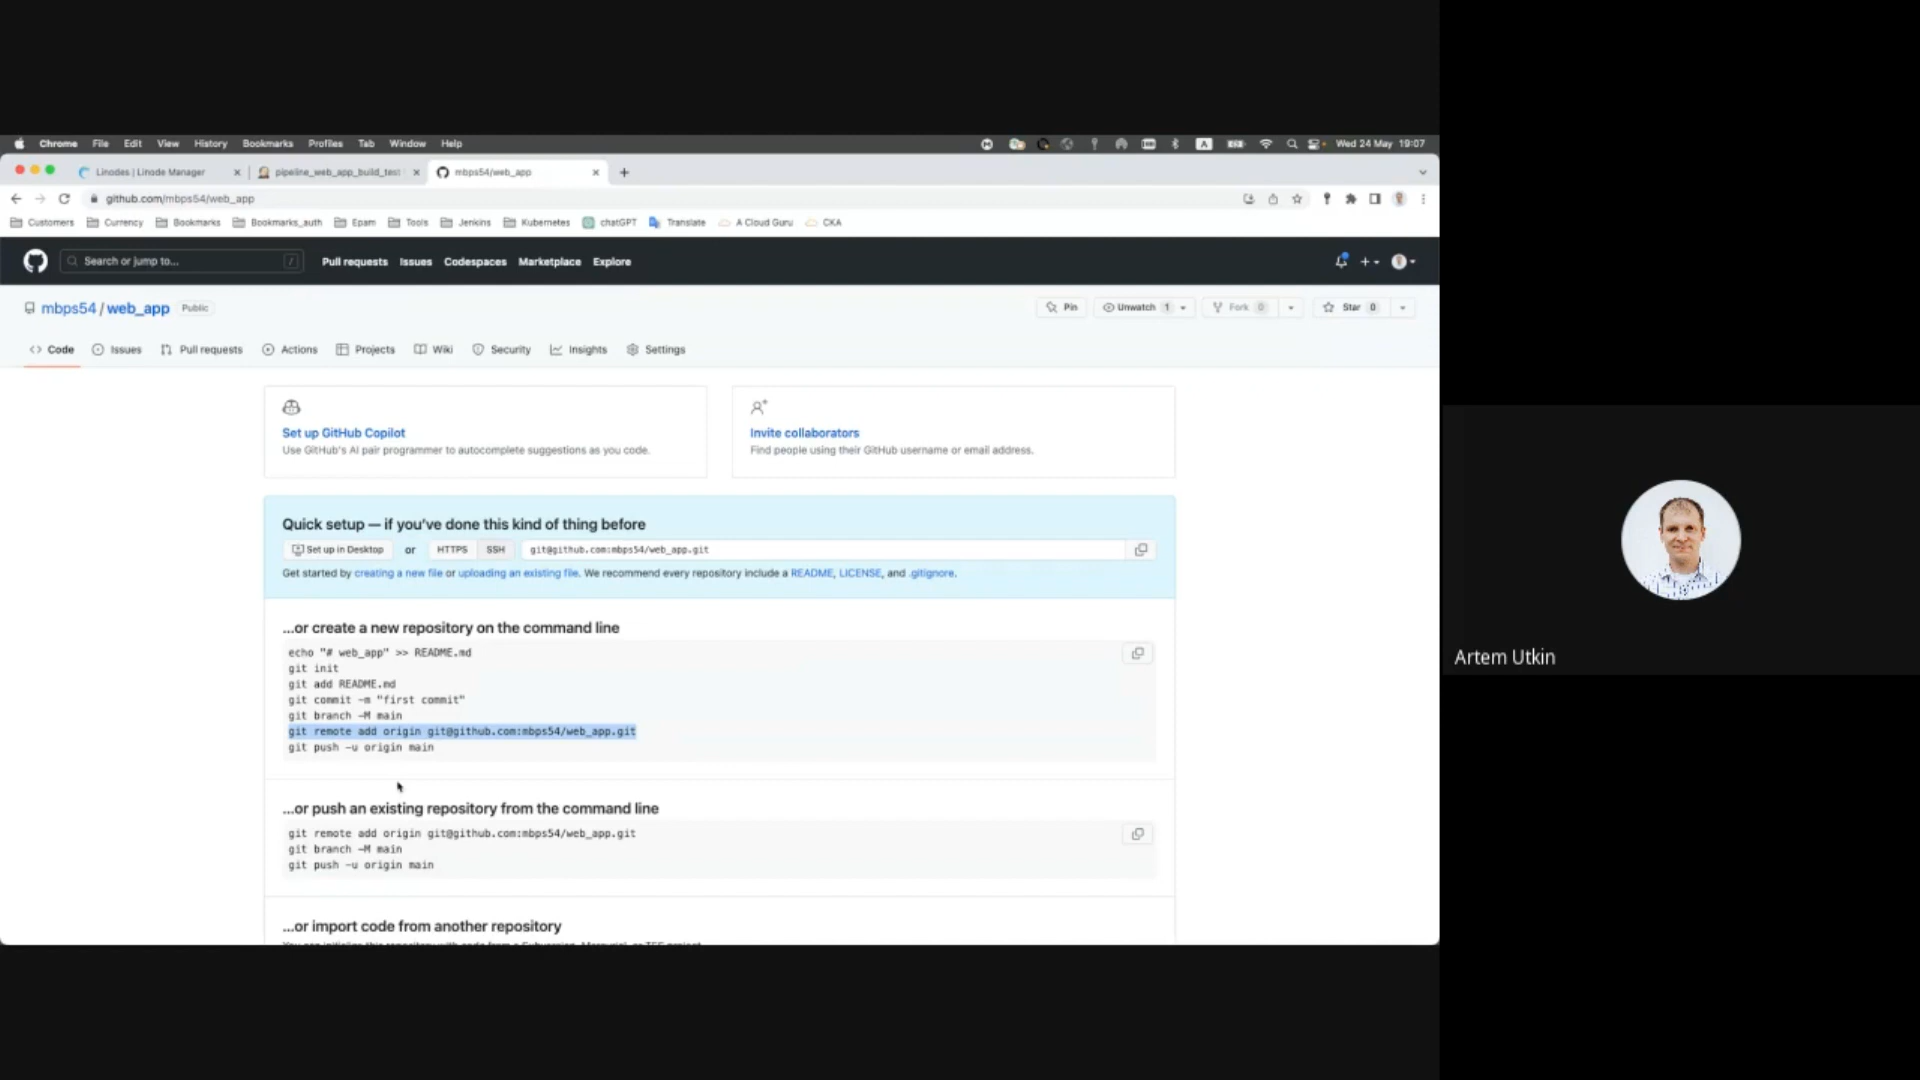 Chrome File Edit View History Bookmarks Profiles Tab Window Help Wed 24 May 19:07
Linodes | Linode Manager pipeline_web_app_build_test mbps54/web_app
github.com/mbps54/web_app
Customers Currency Bookmarks Bookmarks_auth Epam Tools Jenkins Kubernetes chatGPT Translate A Cloud Guru CKA
Search or jump to... / Pull requests Issues Codespaces Marketplace Explore
mbps54 / web_app Public Pin Unwatch 1 Fork 0 Star 0
Code Issues Pull requests Actions Projects Wiki Security Insights Settings
Set up GitHub Copilot
Use GitHub's AI pair programmer to autocomplete suggestions as you code.
Invite collaborators
Find people using their GitHub username or email address.
Quick setup — if you've done this kind of thing before
Set up in Desktop or HTTPS SSH git@github.com:mbps54/web_app.git
Get started by creating a new file or uploading an existing file. We recommend every repository include a README, LICENSE, and .gitignore.
...or create a new repository on the command line
echo "# web_app" >> README.md
git init
git add README.md
git commit -m "first commit"
git branch -M main
git remote add origin git@github.com:mbps54/web_app.git
git push -u origin main
...or push an existing repository from the command line
git remote add origin git@github.com:mbps54/web_app.git
git branch -M main
git push -u origin main
...or import code from another repository
Artem Utkin